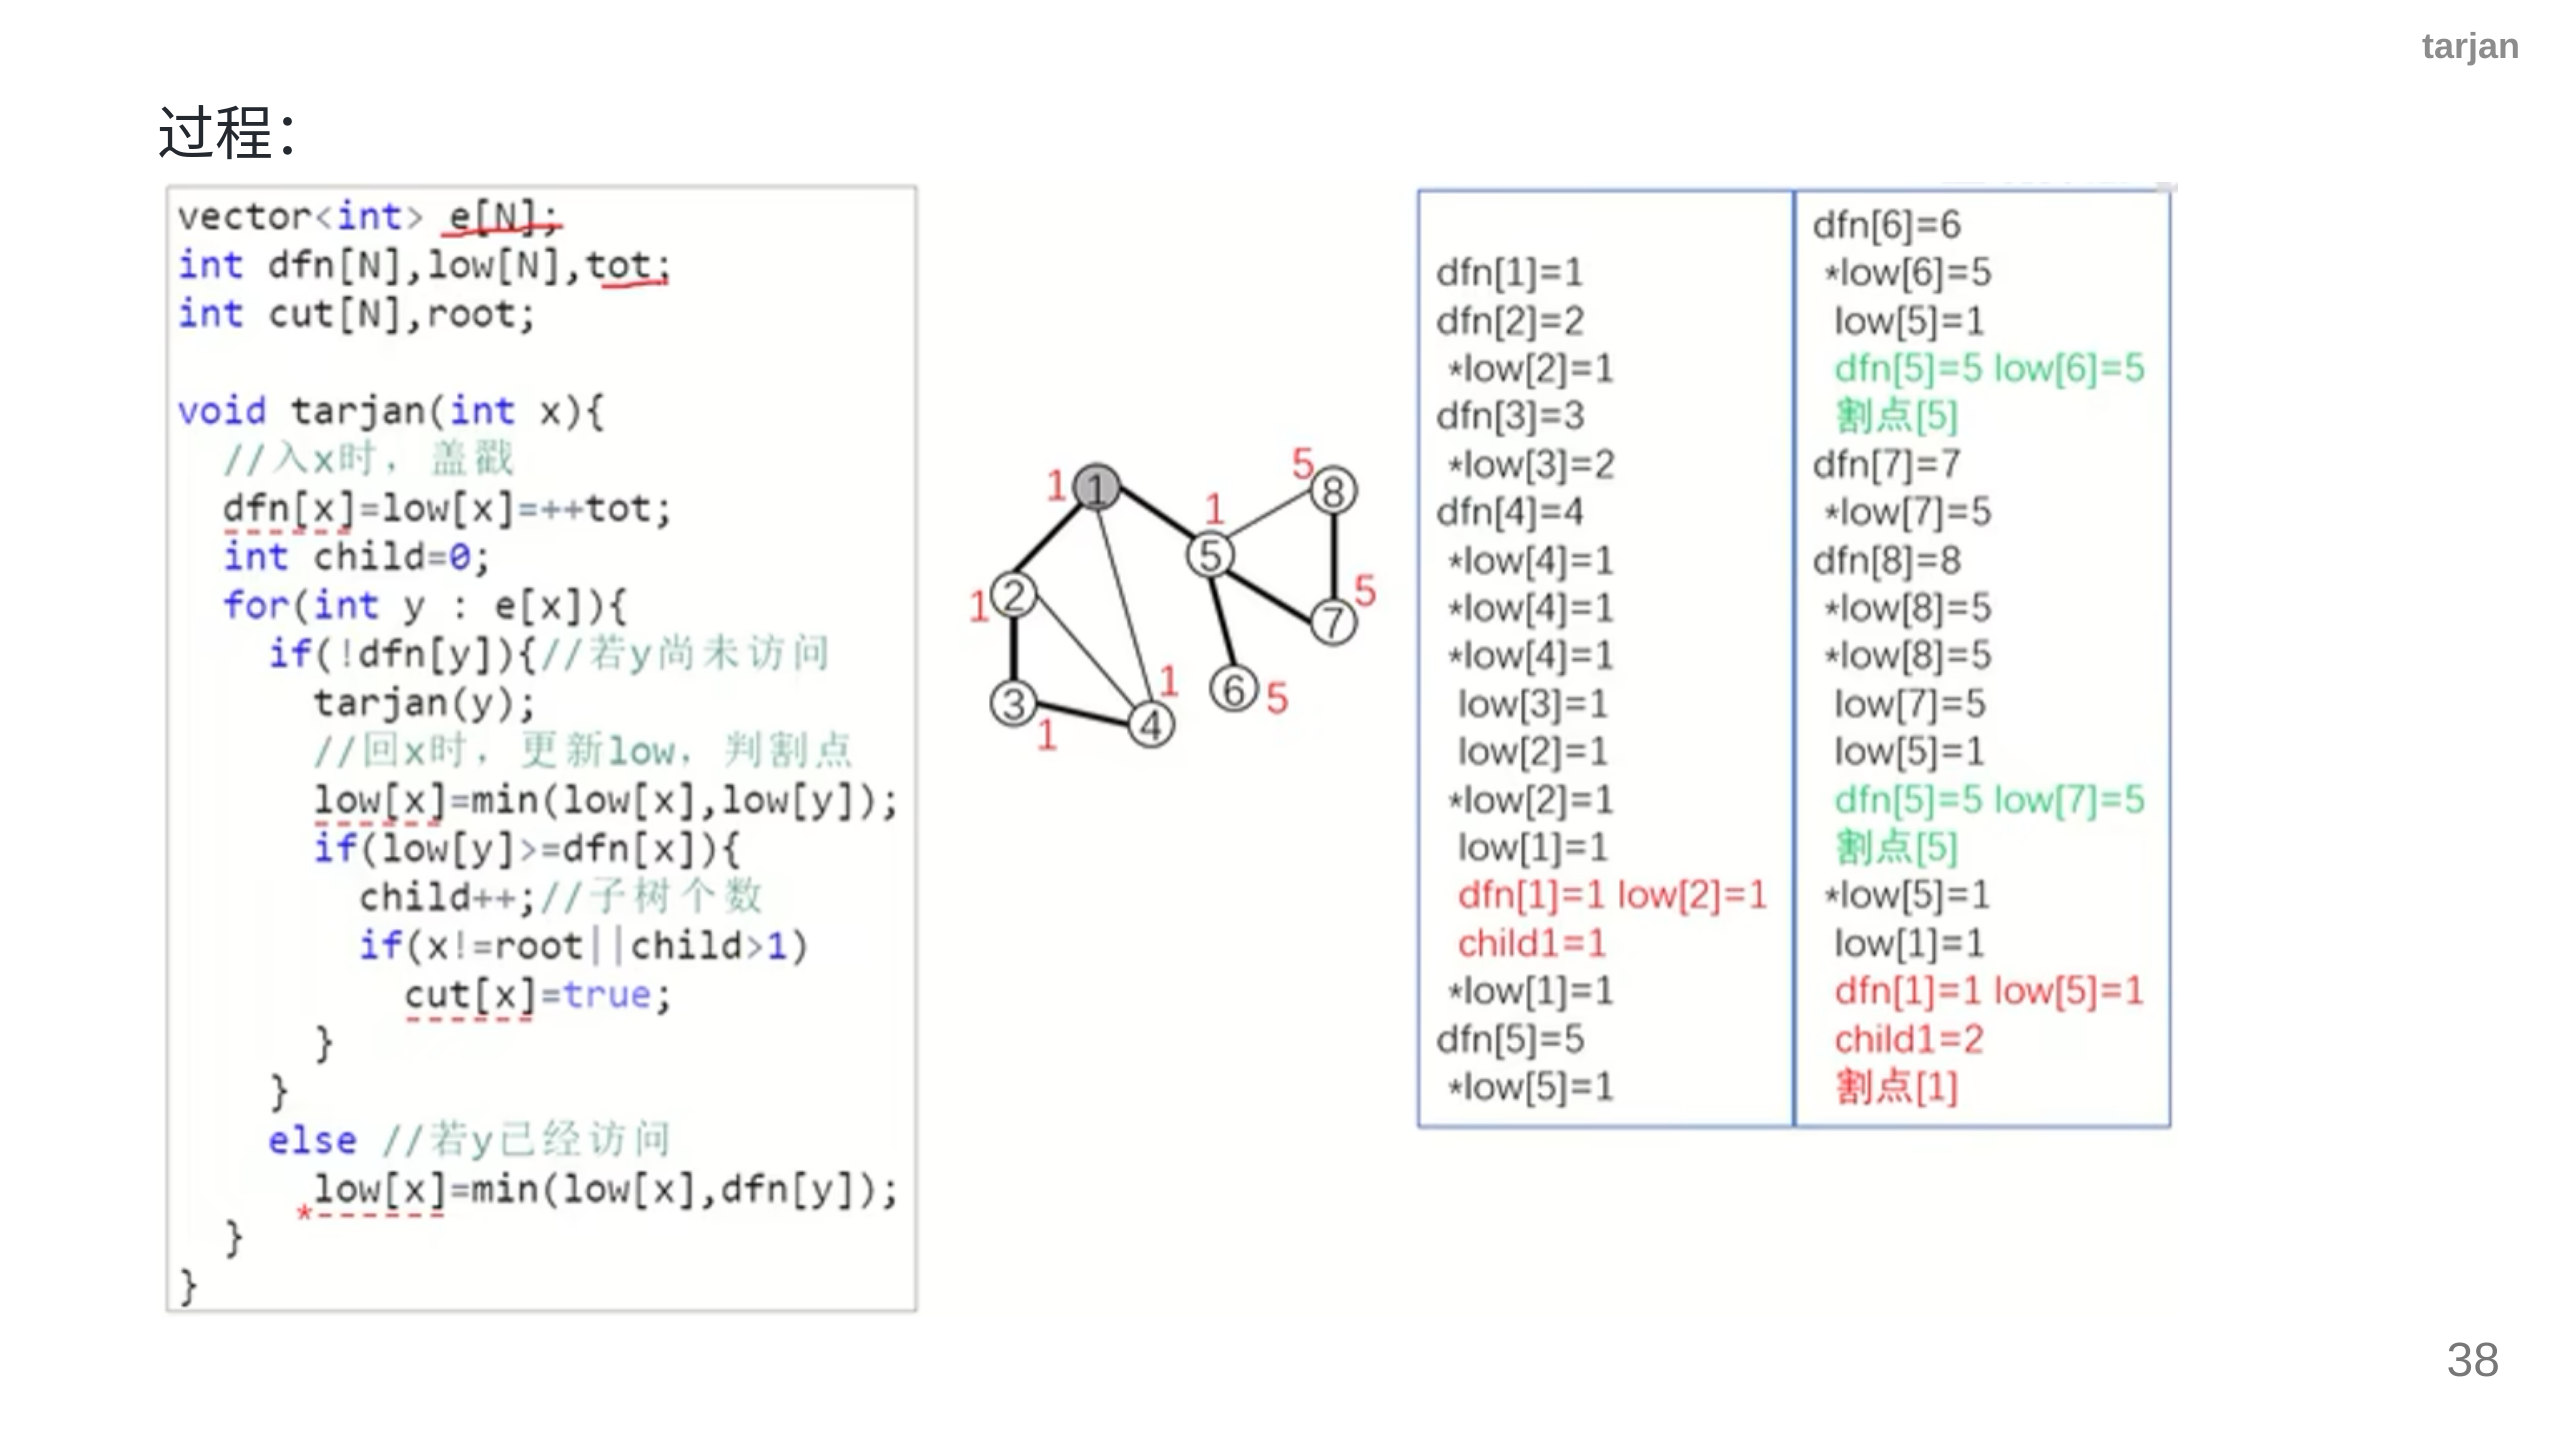 tarjan
过程：
vector<int> e[N];
int dfn[N],low[N],tot;
int cut[N],root;
void tarjan(int x){
//入x时，盖戳
dfn[x]=low[x]=++tot;
int child=0;
for(int y : e[x]){
if(!dfn[y]){//若y尚未访问
tarjan(y);
//回x时，更新low，判割点
low[x]=min(low[x],low[y]);
if(low[y]>=dfn[x]){
child++;//子树个数
if(x!=root||child>1)
cut[x]=true;
}
}
else //若y已经访问
*low[x]=min(low[x],dfn[y]);
}
}
1 1
5 8
1
5
1 2
5 7
1
3 1
4
6 5
dfn[1]=1
dfn[2]=2
*low[2]=1
dfn[3]=3
*low[3]=2
dfn[4]=4
*low[4]=1
*low[4]=1
*low[4]=1
low[3]=1
low[2]=1
*low[2]=1
low[1]=1
dfn[1]=1 low[2]=1
child1=1
*low[1]=1
dfn[5]=5
*low[5]=1
dfn[6]=6
*low[6]=5
low[5]=1
dfn[5]=5 low[6]=5
割点[5]
dfn[7]=7
*low[7]=5
dfn[8]=8
*low[8]=5
*low[8]=5
low[7]=5
low[5]=1
dfn[5]=5 low[7]=5
割点[5]
*low[5]=1
low[1]=1
dfn[1]=1 low[5]=1
child1=2
割点[1]
38